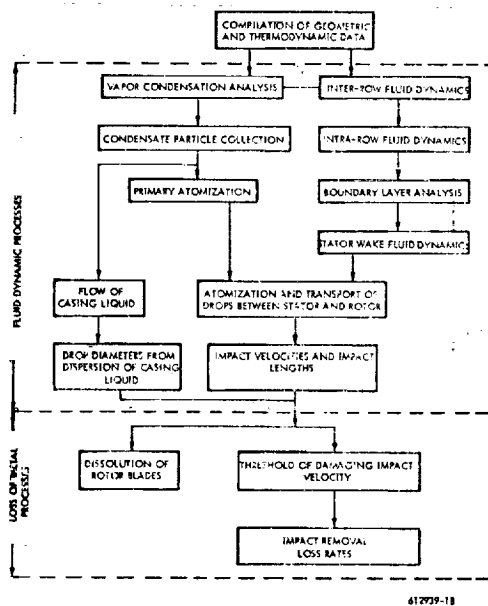 COMPILATION OF GEOMETRIC
AND THERMODYNAMIC DATA
VAPOR CONDENSATION ANALYSIS
INTER-ROW FLUID DYNAMICS
CONDENSATE PARTICLE COLLECTION
INTRA-ROW FLUID DYNAMICS
PRIMARY ATOMIZATION
BOUNDARY LAYER ANALYSIS
STATOR WAKE FLUID DYNAMIC
FLUID DYNAMIC PROCESSES
FLOW OF
CASING LIQUID
ATOMIZATION AND TRANSPORT OF
DROPS BETWEEN STATOR AND ROTOR
DROP DIAMETERS FROM
DISPERSION OF CASING
LIQUID
IMPACT VELOCITIES AND IMPACT
LENGTHS
LOSS OF METAL
PROCESSES
DISSOLUTION OF
ROTOR BLADES
THRESHOLD OF DAMAGING IMPACT
VELOCITY
IMPACT REMOVAL
LOSS RATES
612939-1B